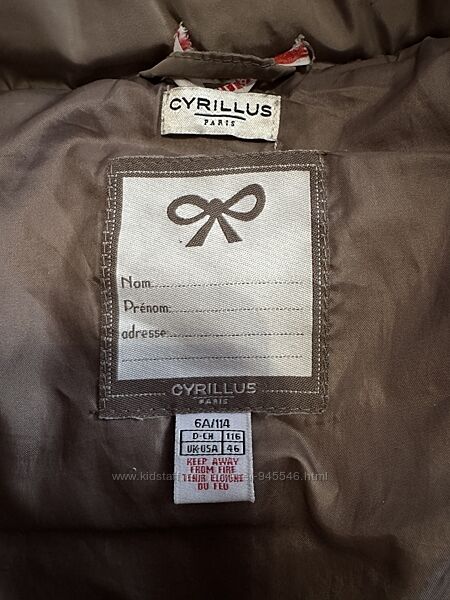 CYRILLUS
PARIS
Nom
Prénom
adresse
CYRILLUS
PARIS
6A/114
D-CH 116
UK-USA 46
KEEP AWAY
FROM FIRE
TENIR ELOIGNE
DU FEU